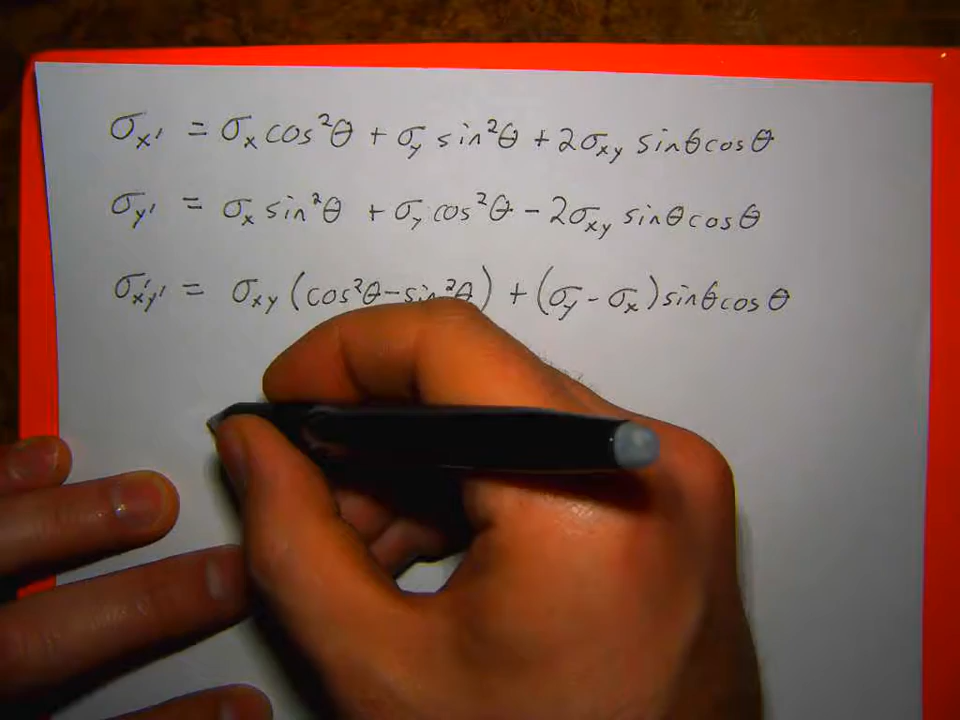 σx' = σx cos²θ + σy sin²θ + 2σxy sinθcosθ
σy' = σx sin²θ + σy cos²θ - 2σxy sinθcosθ
σx'y' = σxy (cos²θ-sin²θ) + (σy - σx) sinθcosθ